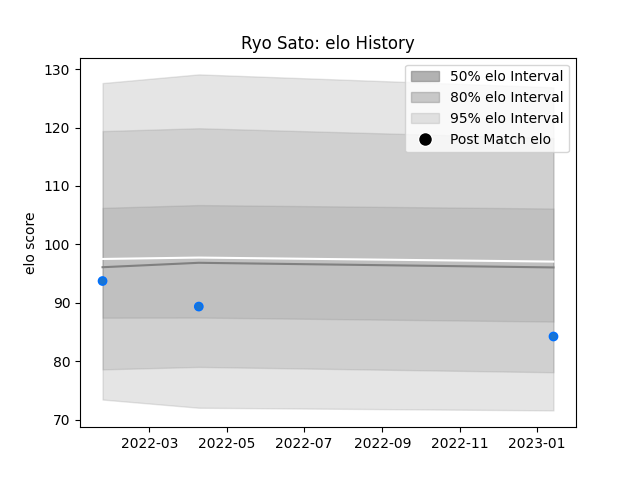 Ryo Sato: elo History
130
120
110
100
90
80
70
elo score
50% elo Interval
80% elo Interval
95% elo Interval
Post Match elo
2022-03
2022-05
2022-07
2022-09
2022-11
2023-01